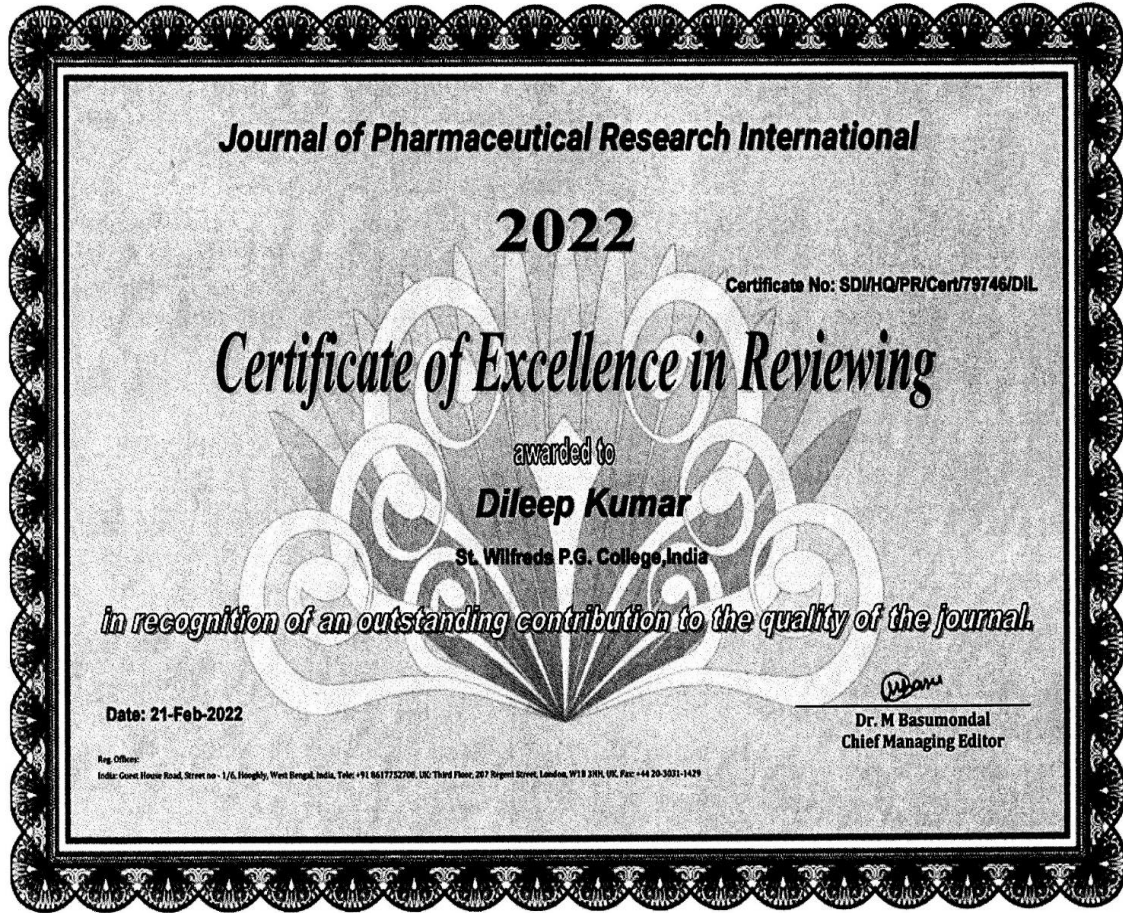 Journal of Pharmaceutical Research International
2022
Certificate No: SDI/HQ/PR/Cert/79746/DIL
Certificate of Excellence in Reviewing
awarded to
Dileep Kumar
St. Wilfreds P.G. College,India
in recognition of an outstanding contribution to the quality of the journal.
Date: 21-Feb-2022
Dr. M Basumondal
Chief Managing Editor
Reg. Offices:
India: Guest House Road, Street no - 1/6, Hooghly, West Bengal, India, Tele: +91 8617752708, UK: Third Floor, 207 Regent Street, London, W1B 3HH, UK, Fax: +44 20-3031-1429